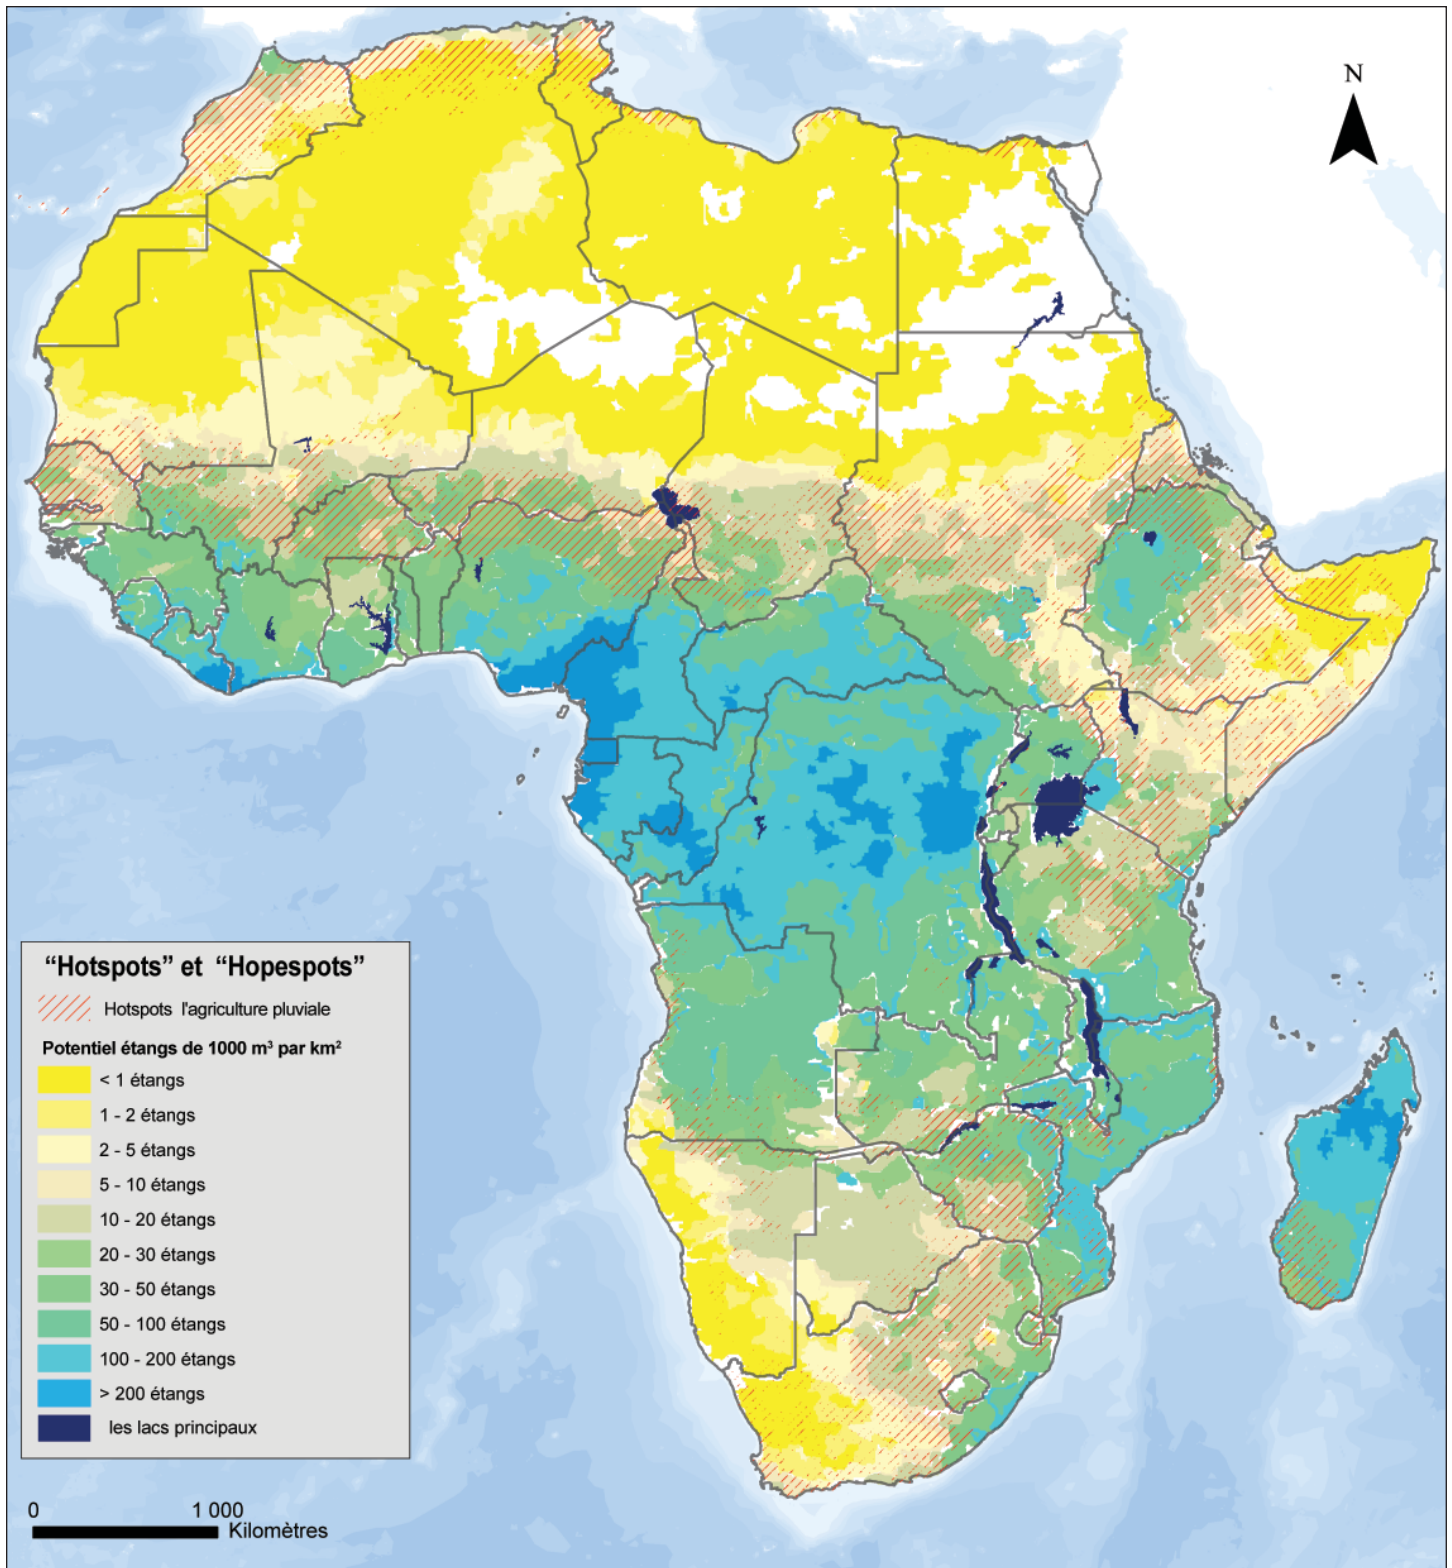 N
“Hotspots” et “Hopespots”
Hotspots l'agriculture pluviale
Potentiel étangs de 1000 m³ par km²
< 1 étangs
1 - 2 étangs
2 - 5 étangs
5 - 10 étangs
10 - 20 étangs
20 - 30 étangs
30 - 50 étangs
50 - 100 étangs
100 - 200 étangs
> 200 étangs
les lacs principaux
0 1 000
Kilomètres